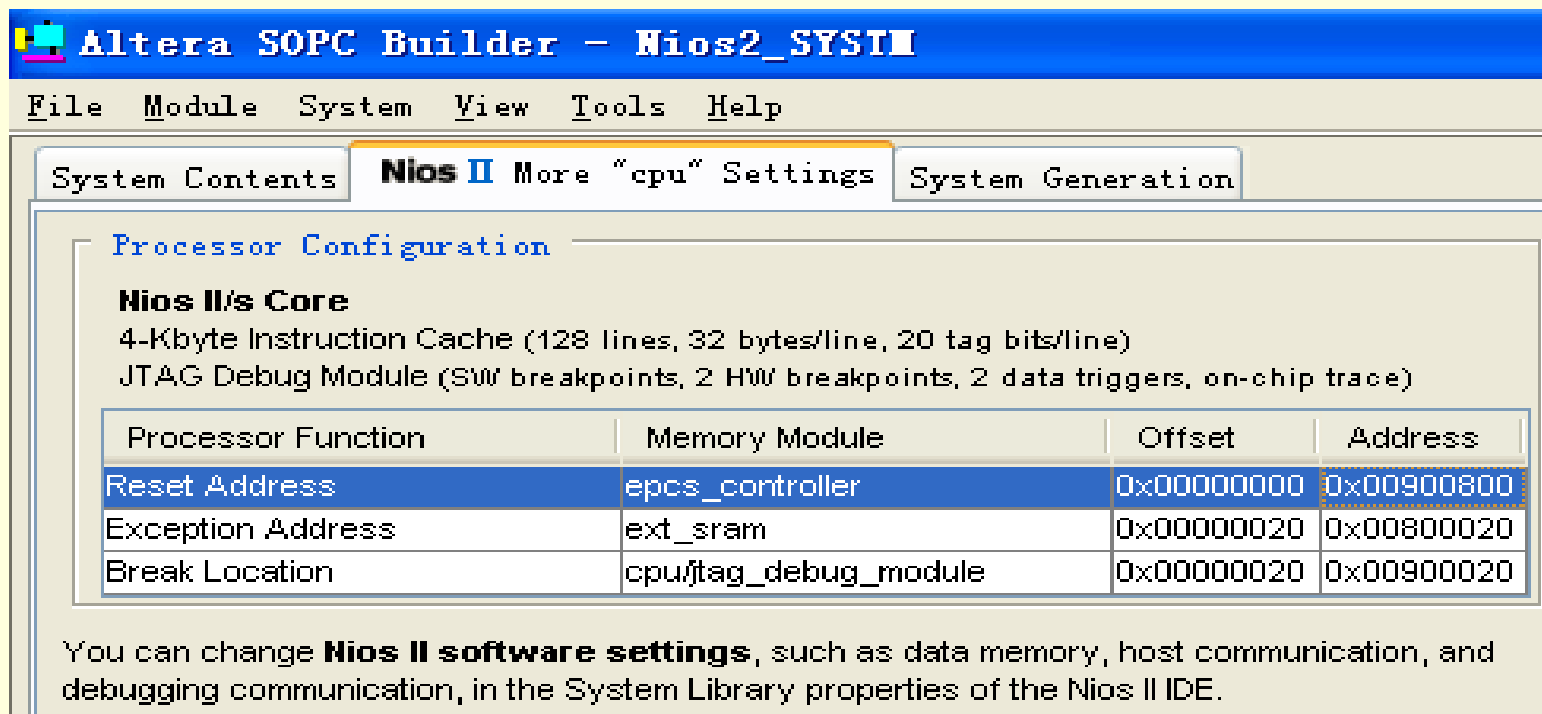 Altera SOPC Builder - Nios2_SYSTM
File Module System View Tools Help
System Contents Nios II More "cpu" Settings System Generation
Processor Configuration
Nios II/s Core
4-Kbyte Instruction Cache (128 lines, 32 bytes/line, 20 tag bits/line)
JTAG Debug Module (SW breakpoints, 2 HW breakpoints, 2 data triggers, on-chip trace)
Processor Function Memory Module Offset Address
Reset Address epcs_controller 0x00000000 0x00900800
Exception Address ext_sram 0x00000020 0x00800020
Break Location cpu/jtag_debug_module 0x00000020 0x00900020
You can change Nios II software settings, such as data memory, host communication, and
debugging communication, in the System Library properties of the Nios II IDE.